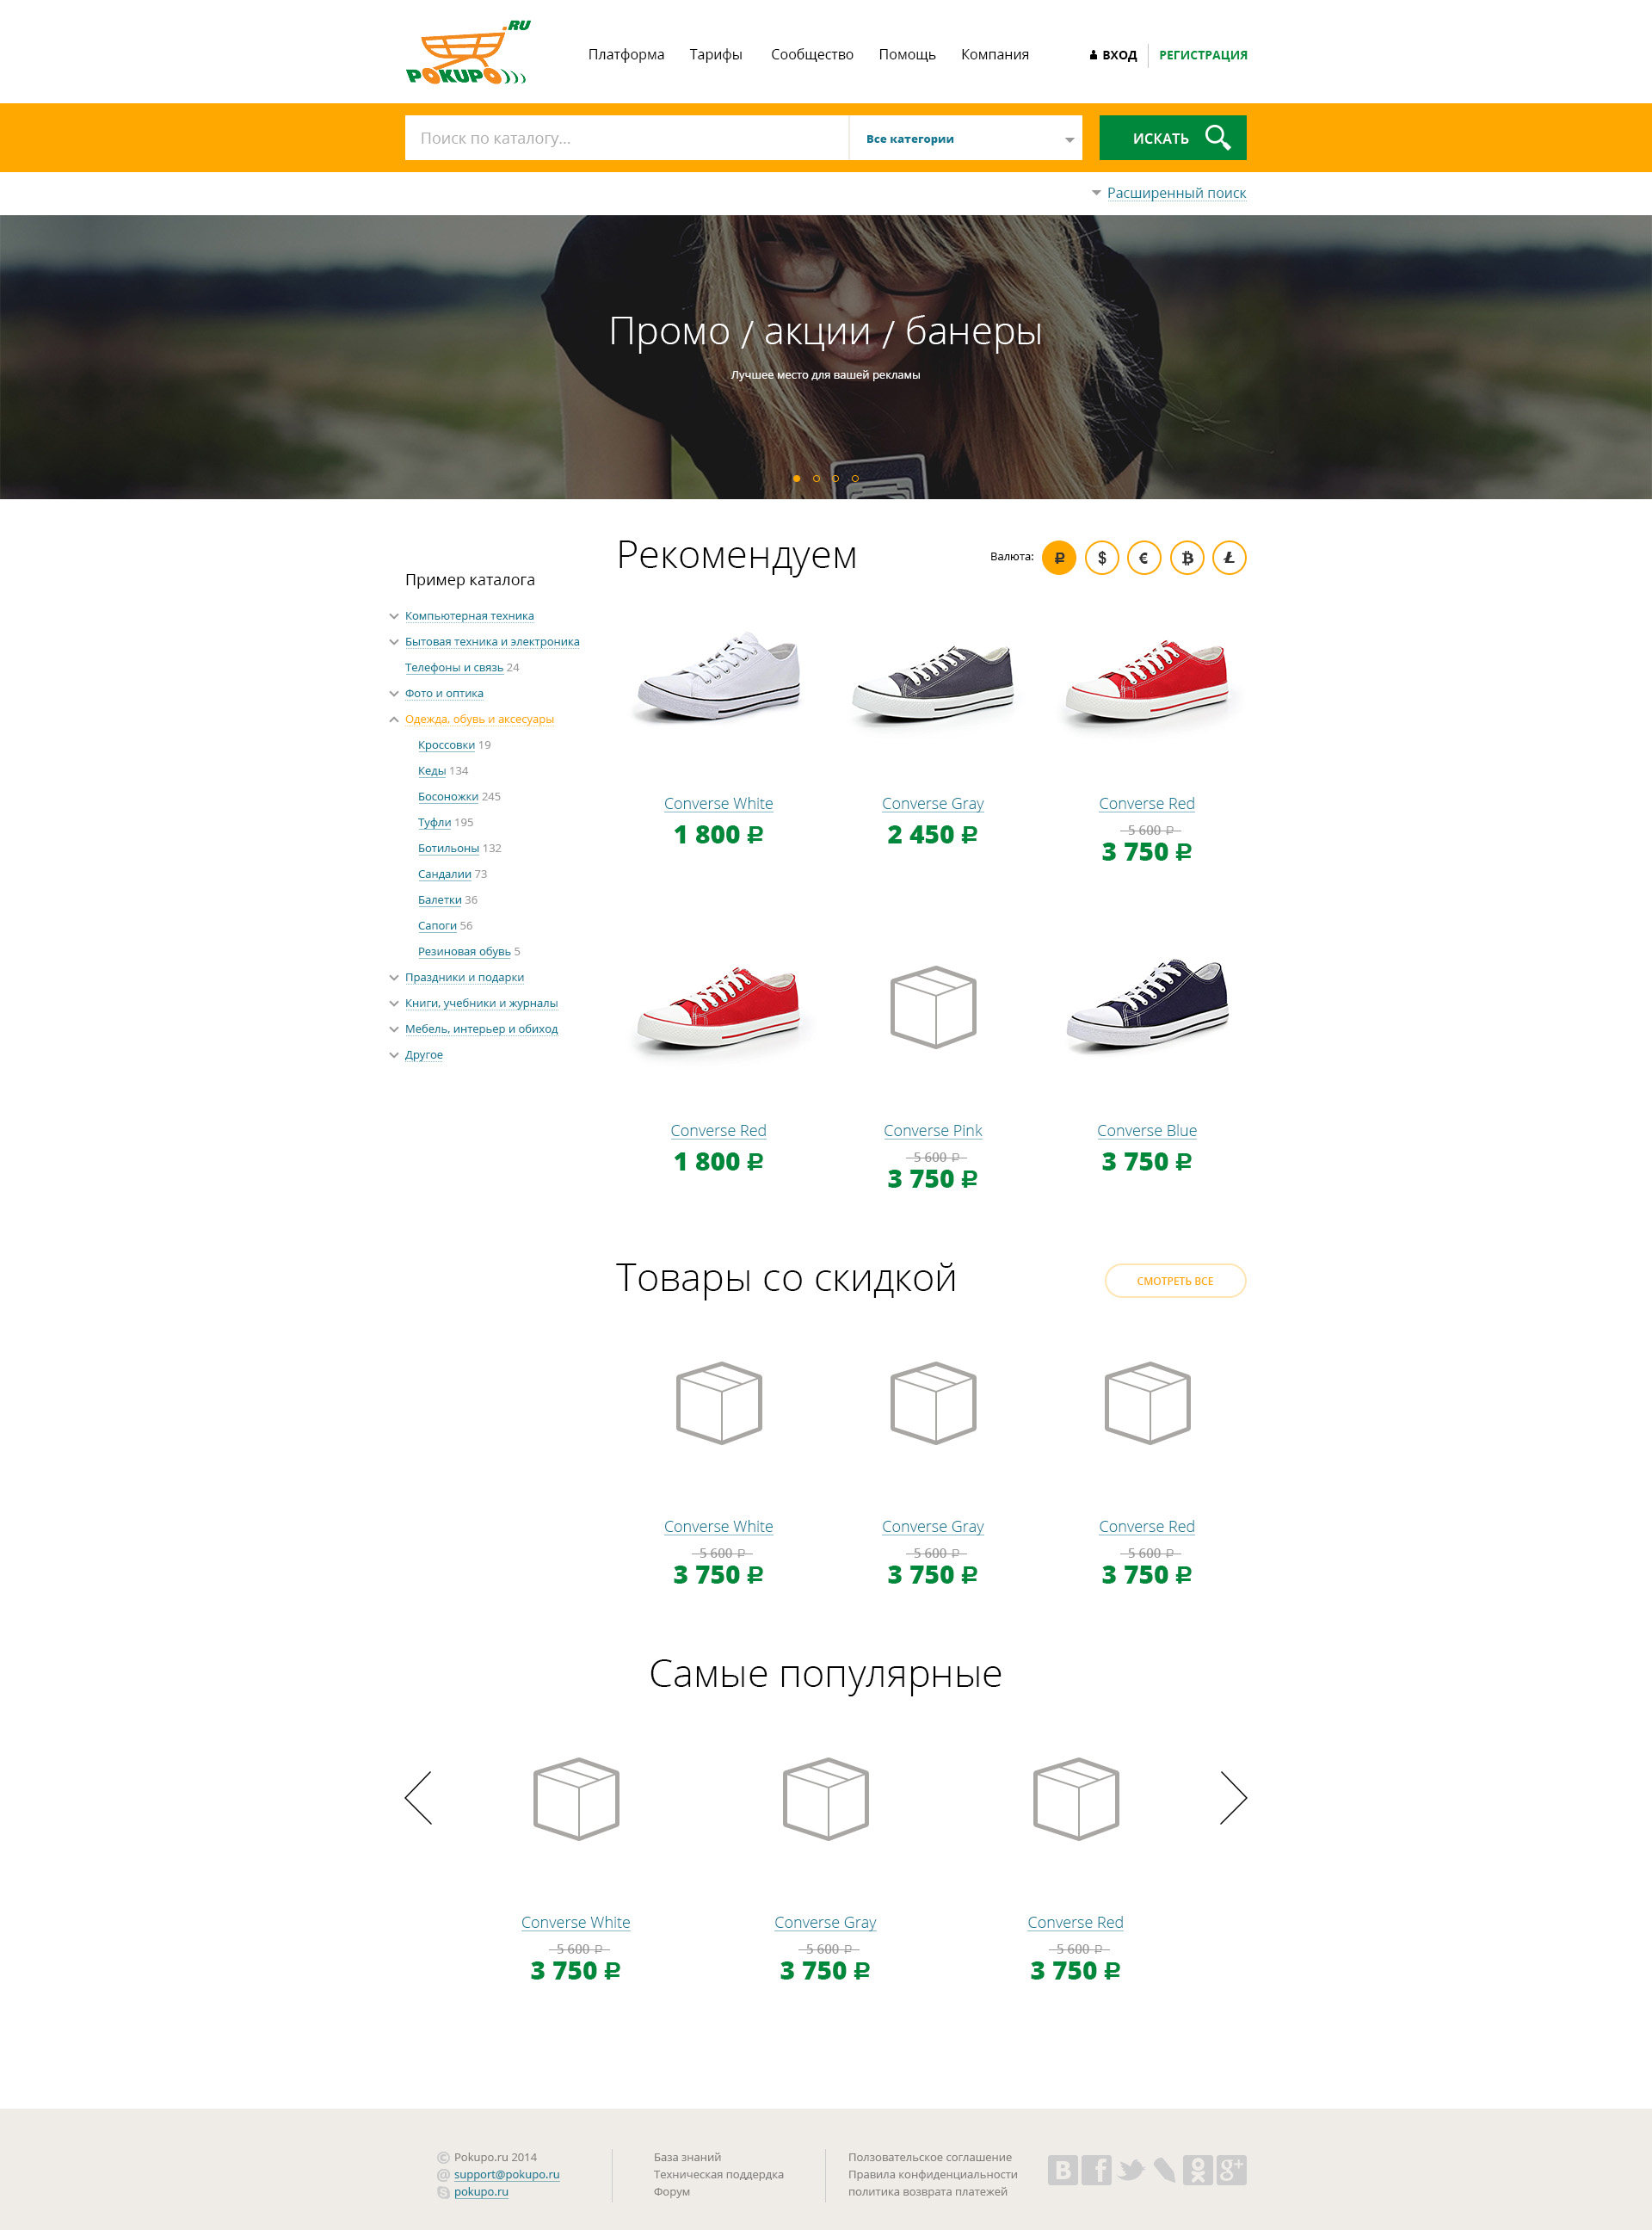 .RU
POKUPO
Платформа Тарифы Сообщество Помощь Компания
ВХОД РЕГИСТРАЦИЯ
Поиск по каталогу...
Все категории
ИСКАТЬ
Расширенный поиск
Промо / акции / банеры
Лучшее место для вашей рекламы
Рекомендуем
Валюта: ₽ $ € ₿ Ł
Пример каталога
Компьютерная техника
Бытовая техника и электроника
Телефоны и связь 24
Фото и оптика
Одежда, обувь и аксесуары
Кроссовки 19
Кеды 134
Босоножки 245
Туфли 195
Ботильоны 132
Сандалии 73
Балетки 36
Сапоги 56
Резиновая обувь 5
Праздники и подарки
Книги, учебники и журналы
Мебель, интерьер и обиход
Другое
Converse White
1 800 ₽
Converse Gray
2 450 ₽
Converse Red
5 600 ₽
3 750 ₽
Converse Red
1 800 ₽
Converse Pink
5 600 ₽
3 750 ₽
Converse Blue
3 750 ₽
Товары со скидкой
СМОТРЕТЬ ВСЕ
Converse White
5 600 ₽
3 750 ₽
Converse Gray
5 600 ₽
3 750 ₽
Converse Red
5 600 ₽
3 750 ₽
Самые популярные
Converse White
5 600 ₽
3 750 ₽
Converse Gray
5 600 ₽
3 750 ₽
Converse Red
5 600 ₽
3 750 ₽
© Pokupo.ru 2014
@ support@pokupo.ru
pokupo.ru
База знаний
Техническая поддердка
Форум
Ползовательское соглашение
Правила конфиденциальности
политика возврата платежей